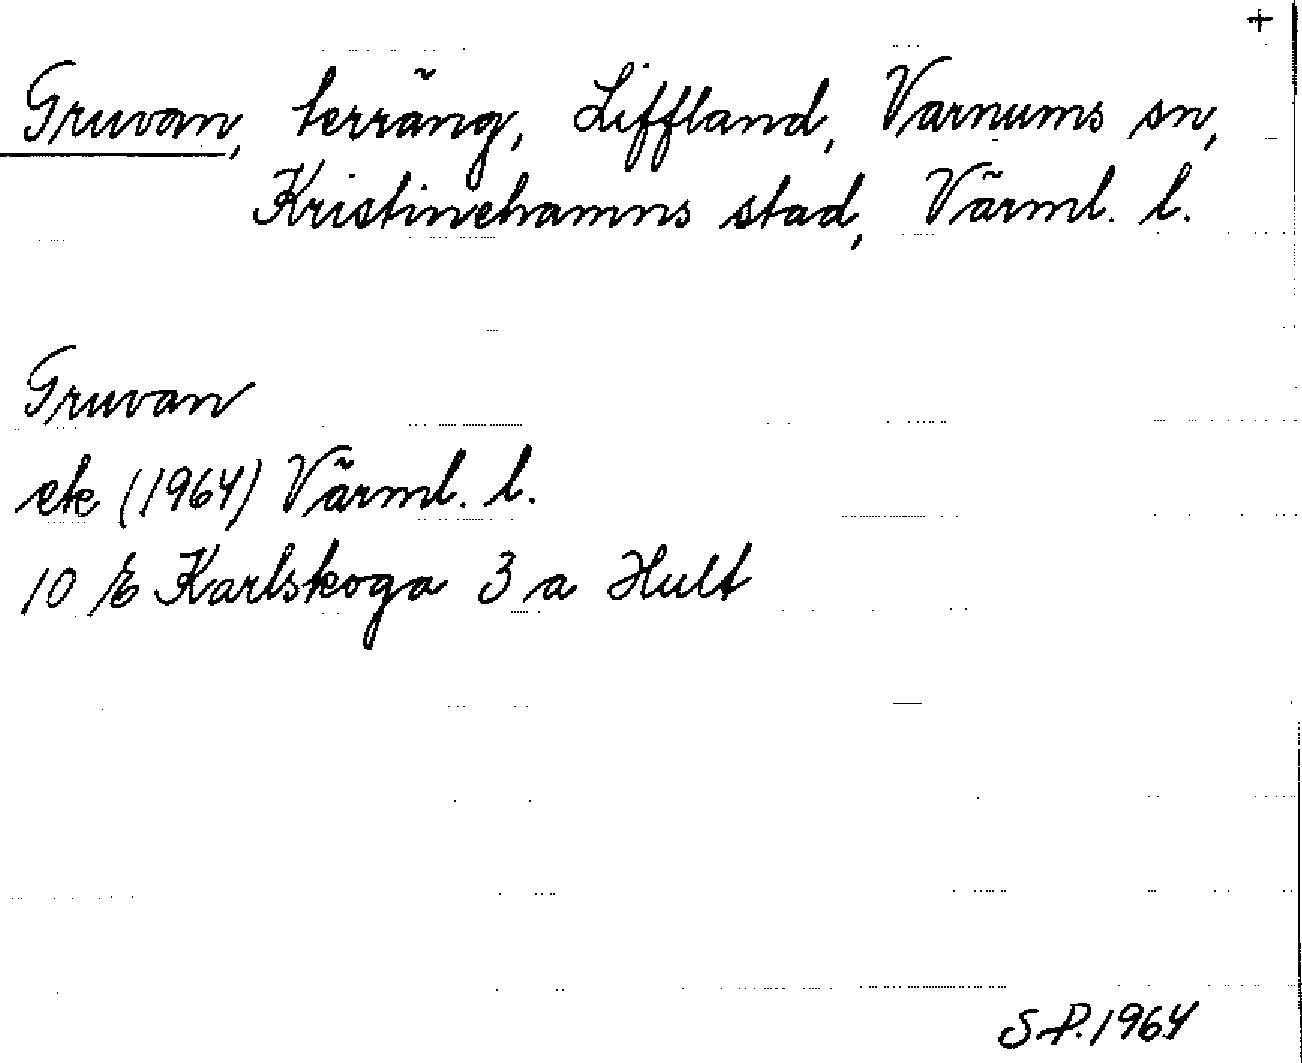 +
Gruvan, terräng, Liffland, Varnums sn,
Kristinehamns stad, Värml. l.
Gruvan
ek (1964) Värml. l.
10 E Karlskoga 3 a Hult
S.P. 1964